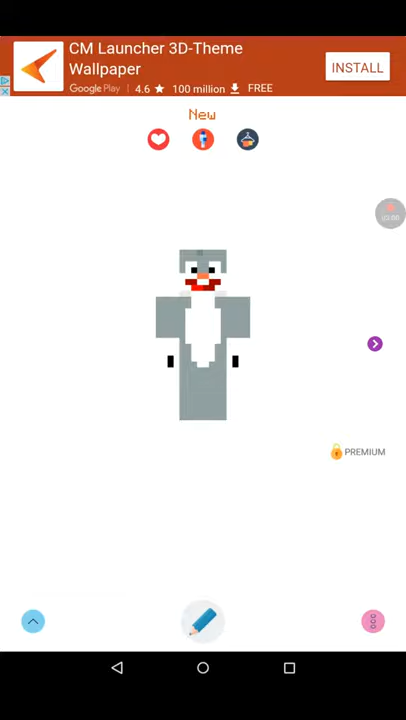 CM Launcher 3D-Theme
Wallpaper
INSTALL
Google Play | 4.6 ★ | 100 million FREE
New
PREMIUM